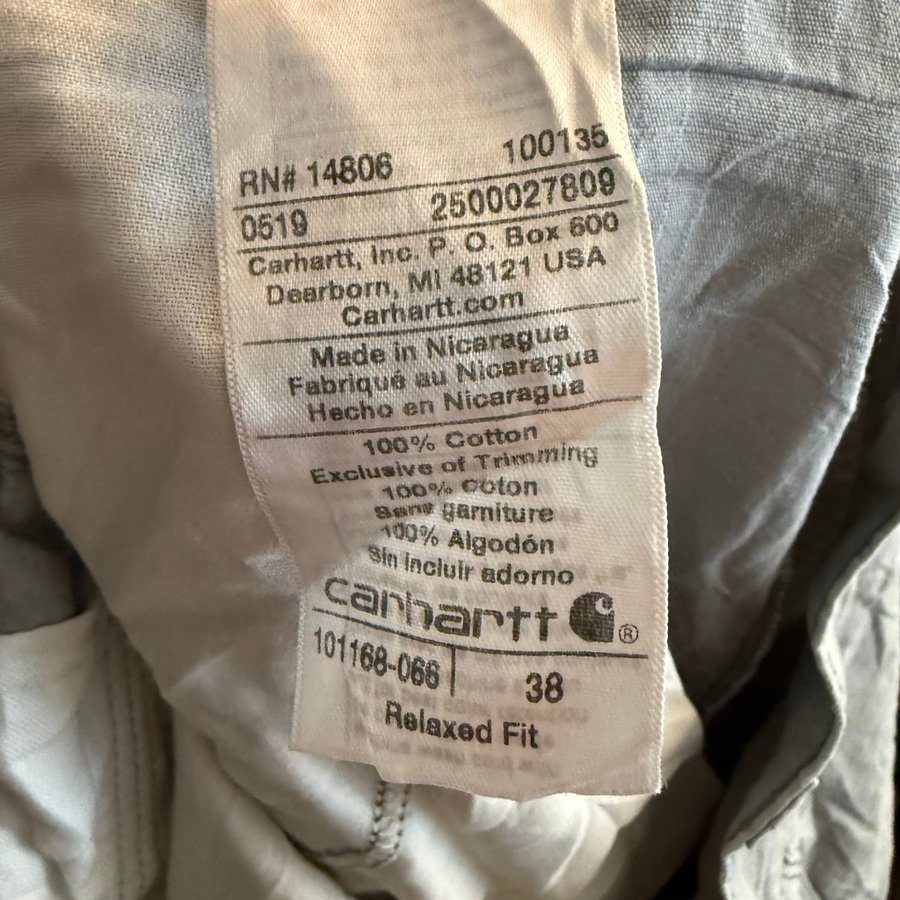 RN# 14806 100135
0519 2500027809
Carhartt, Inc. P. O. Box 600
Dearborn, MI 48121 USA
Carhartt.com
Made in Nicaragua
Fabriqué au Nicaragua
Hecho en Nicaragua
100% Cotton
Exclusive of Trimming
100% coton
Sans garniture
100% Algodón
Sin incluir adorno
carhartt ®
101168-066 | 38
Relaxed Fit